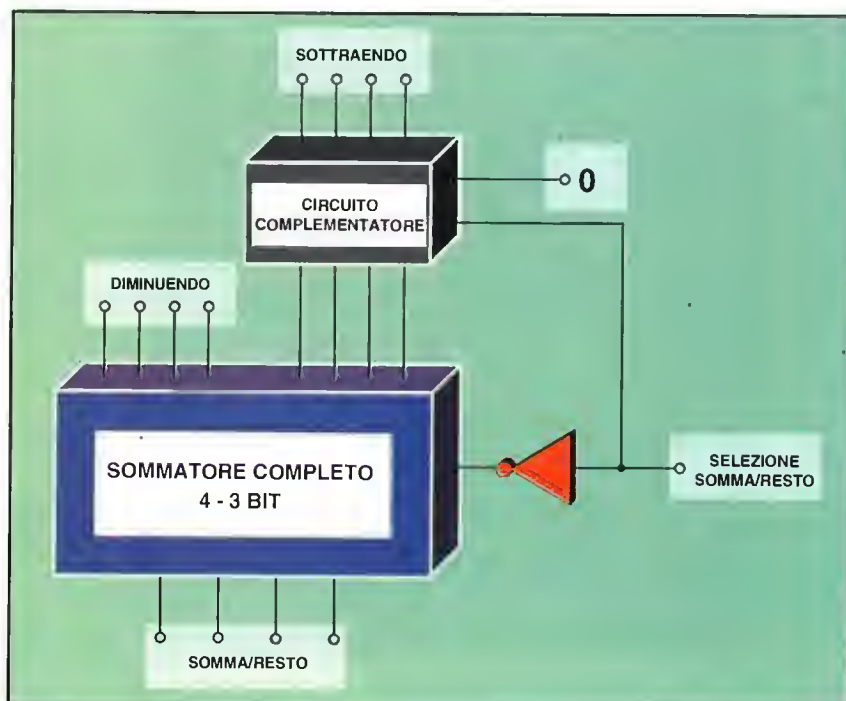 SOTTRAENDO
0
CIRCUITO
COMPLEMENTATORE
DIMINUENDO
SOMMATORE COMPLETO
4 - 3 BIT
SELEZIONE
SOMMA/RESTO
SOMMA/RESTO